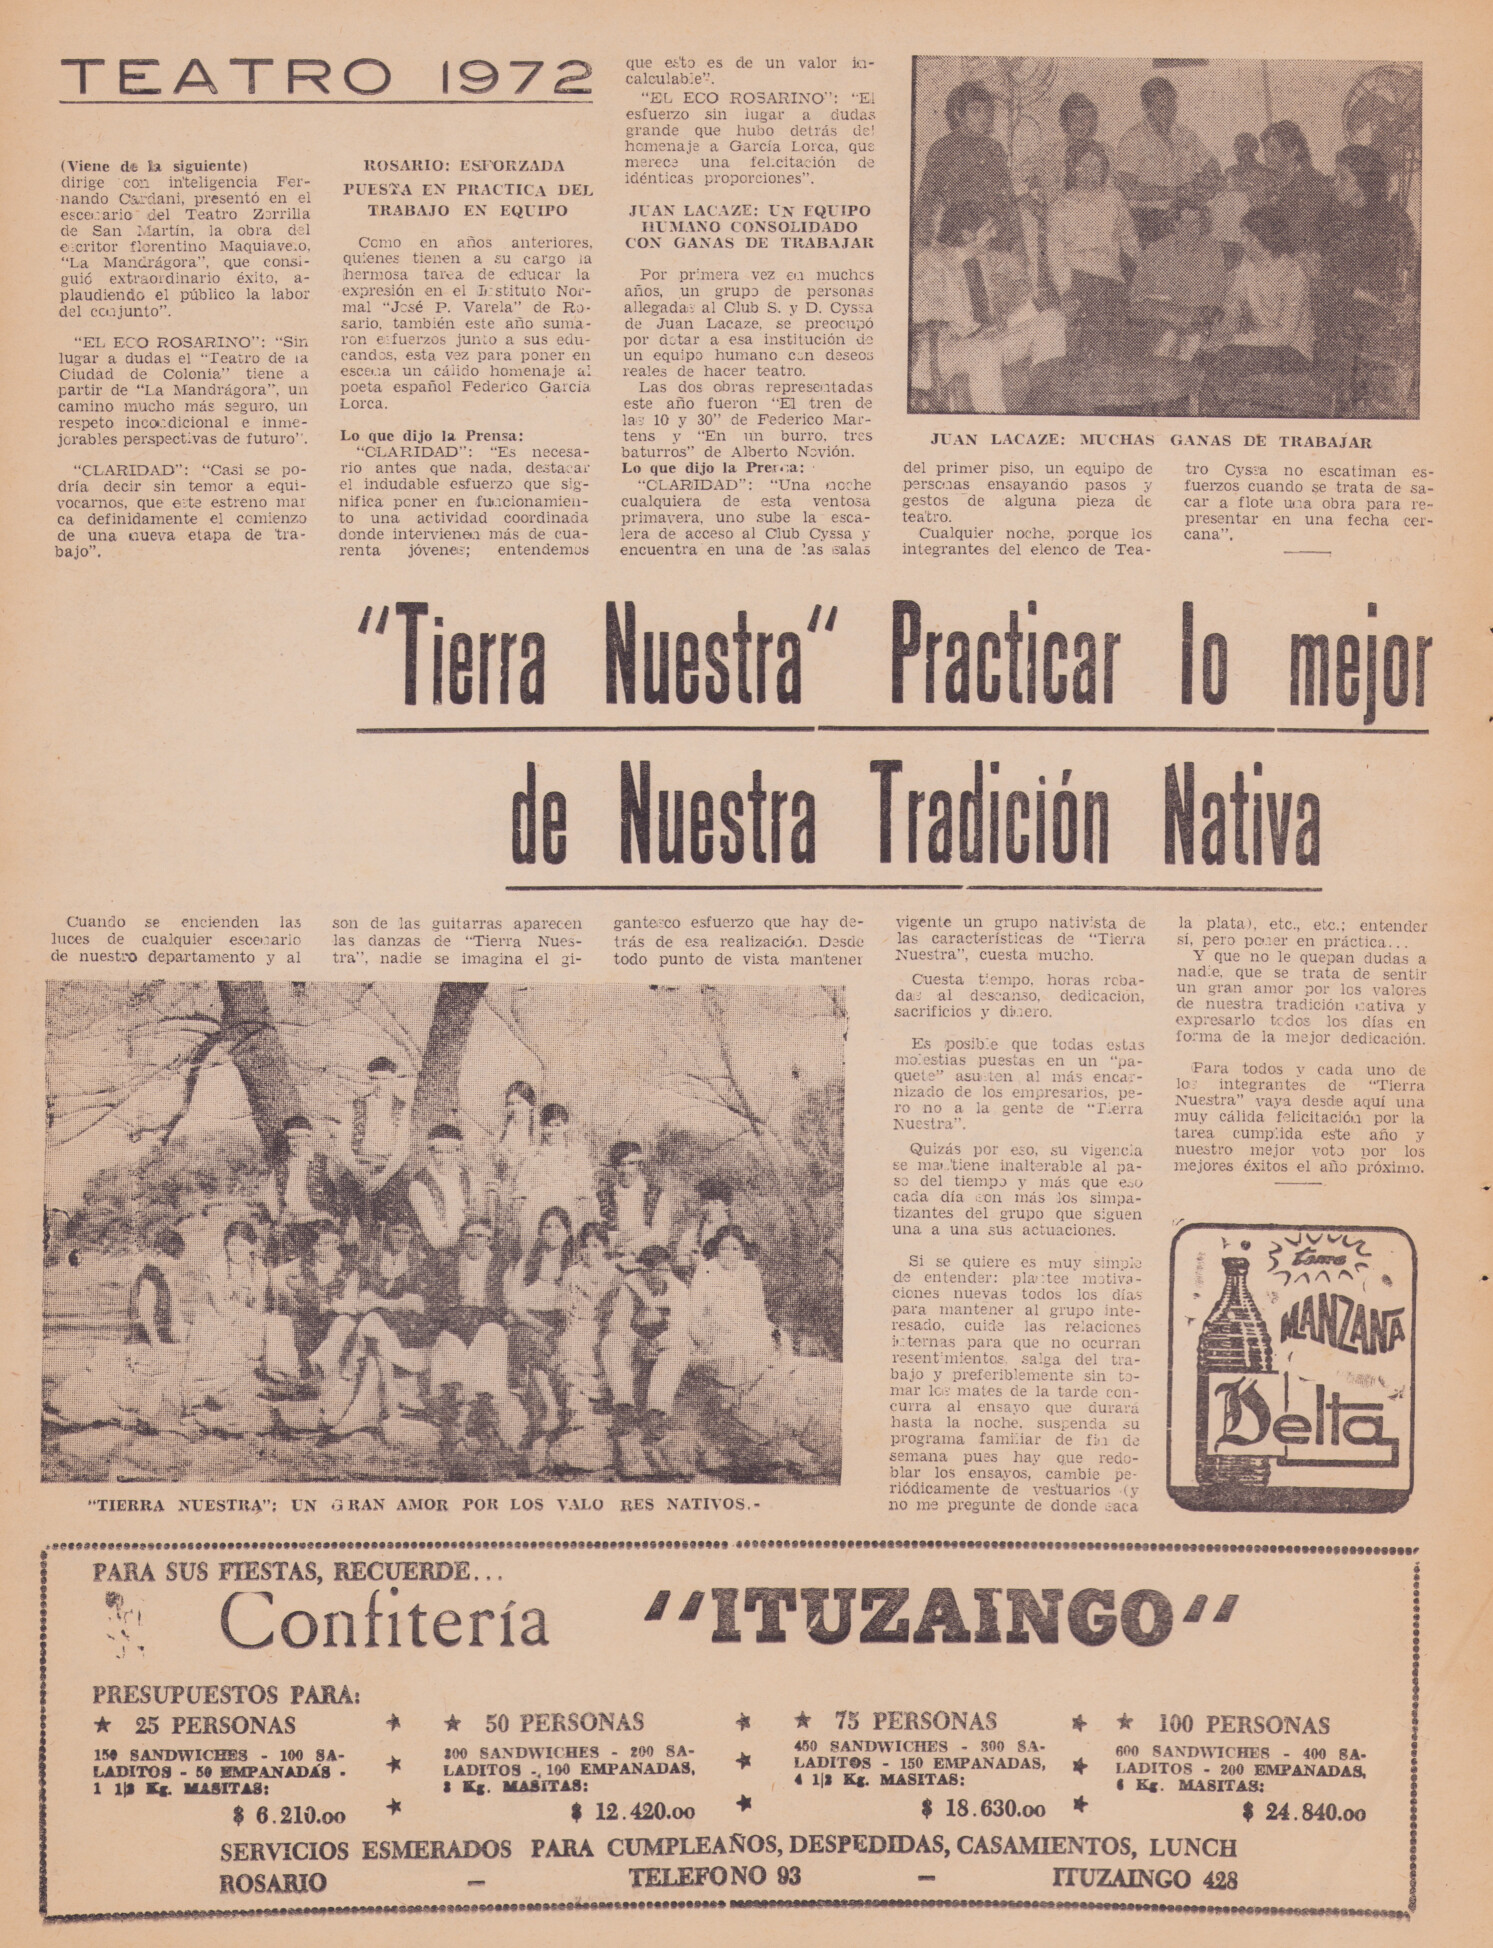 TEATRO 1972
(Viene de la siguiente)
dirige con inteligencia Fer-
nando Cardani, presentó en el
escenario del Teatro Zorrilla
de San Martín, la obra del
escritor florentino Maquiavelo,
"La Mandrágora", que consi-
guió extraordinario éxito, a-
plaudiendo el público la labor
del conjunto".
"EL ECO ROSARINO": "Sin
lugar a dudas el "Teatro de la
Ciudad de Colonia" tiene a
partir de "La Mandrágora", un
camino mucho más seguro, un
respeto incondicional e inme-
jorables perspectivas de futuro".
"CLARIDAD": "Casi se po-
dría decir sin temor a equi-
vocarnos, que este estreno mar
ca definidamente el comienzo
de una nueva etapa de tra-
bajo".
ROSARIO: ESFORZADA
PUESTA EN PRACTICA DEL
TRABAJO EN EQUIPO
Como en años anteriores,
quienes tienen a su cargo la
hermosa tarea de educar la
expresión en el Instituto Nor-
mal "José P. Varela" de Ro-
sario, también este año suma-
ron esfuerzos junto a sus edu-
candos, esta vez para poner en
escena un cálido homenaje al
poeta español Federico García
Lorca.
Lo que dijo la Prensa:
"CLARIDAD": "Es necesa-
rio antes que nada, destacar
el indudable esfuerzo que sig-
nifica poner en funcionamien-
to una actividad coordinada
donde intervienen más de cua-
renta jóvenes; entendemos
que esto es de un valor in-
calculable".
"EL ECO ROSARINO": "El
esfuerzo sin lugar a dudas
grande que hubo detrás del
homenaje a García Lorca, que
merece una felicitación de
idénticas proporciones".
JUAN LACAZE: UN EQUIPO
HUMANO CONSOLIDADO
CON GANAS DE TRABAJAR
Por primera vez en muchos
años, un grupo de personas
allegadas al Club S. y D. Cyssa
de Juan Lacaze, se preocupó
por dotar a esa institución de
un equipo humano con deseos
reales de hacer teatro.
Las dos obras representadas
este año fueron "El tren de
las 10 y 30" de Federico Mar-
tens y "En un burro, tres
baturros" de Alberto Novión.
Lo que dijo la Prensa:
"CLARIDAD": "Una noche
cualquiera de esta ventosa
primavera, uno sube la esca-
lera de acceso al Club Cyssa y
encuentra en una de las salas
JUAN LACAZE: MUCHAS GANAS DE TRABAJAR
del primer piso, un equipo de
personas ensayando pasos y
gestos de alguna pieza de
teatro.
Cualquier noche, porque los
integrantes del elenco de Tea-
tro Cyssa no escatiman es-
fuerzos cuando se trata de sa-
car a flote una obra para re-
presentar en una fecha cer-
cana".
"Tierra Nuestra" Practicar lo mejor
de Nuestra Tradición Nativa
Cuando se encienden las
luces de cualquier escenario
de nuestro departamento y al
son de las guitarras aparecen
las danzas de "Tierra Nues-
tra", nadie se imagina el gi-
gantesco esfuerzo que hay de-
trás de esa realización. Desde
todo punto de vista mantener
vigente un grupo nativista de
las características de "Tierra
Nuestra", cuesta mucho.
Cuesta tiempo, horas roba-
das al descanso, dedicación,
sacrificios y dinero.
Es posible que todas estas
molestias puestas en un "pa-
quete" asusten al más encar-
nizado de los empresarios, pe-
ro no a la gente de "Tierra
Nuestra".
Quizás por eso, su vigencia
se mantiene inalterable al pa-
so del tiempo y más que eso
cada día son más los simpa-
tizantes del grupo que siguen
una a una sus actuaciones.
Si se quiere es muy simple
de entender: plantee motiva-
ciones nuevas todos los días
para mantener al grupo inte-
resado, cuide las relaciones
internas para que no ocurran
resentimientos, salga del tra-
bajo y preferiblemente sin to-
mar los mates de la tarde con-
curra al ensayo que durará
hasta la noche, suspenda su
programa familiar de fin de
semana pues hay que redo-
blar los ensayos, cambie pe-
riódicamente de vestuarios (y
no me pregunte de donde saca
la plata), etc., etc.; entender
sí, pero poner en práctica...
Y que no le quepan dudas a
nadie, que se trata de sentir
un gran amor por los valores
de nuestra tradición nativa y
expresarlo todos los días en
forma de la mejor dedicación.
Para todos y cada uno de
los integrantes de "Tierra
Nuestra" vaya desde aquí una
muy cálida felicitación por la
tarea cumplida este año y
nuestro mejor voto por los
mejores éxitos el año próximo.
"TIERRA NUESTRA"; UN GRAN AMOR POR LOS VALO RES NATIVOS.-
tome
MANZANA
Delta
PARA SUS FIESTAS, RECUERDE...
Confitería "ITUZAINGO"
PRESUPUESTOS PARA:
★ 25 PERSONAS
150 SANDWICHES - 100 SA-
LADITOS - 50 EMPANADAS -
1 1|2 Kg. MASITAS:
$ 6.210.oo
★ 50 PERSONAS
300 SANDWICHES - 200 SA-
LADITOS - 100 EMPANADAS,
3 Kg. MASITAS:
$ 12.420.oo
★ 75 PERSONAS
450 SANDWICHES - 300 SA-
LADITOS - 150 EMPANADAS,
4 1|2 Kg. MASITAS:
$ 18.630.oo
★ 100 PERSONAS
600 SANDWICHES - 400 SA-
LADITOS - 200 EMPANADAS,
6 Kg. MASITAS:
$ 24.840.oo
SERVICIOS ESMERADOS PARA CUMPLEAÑOS, DESPEDIDAS, CASAMIENTOS, LUNCH
ROSARIO – TELEFONO 93 – ITUZAINGO 428